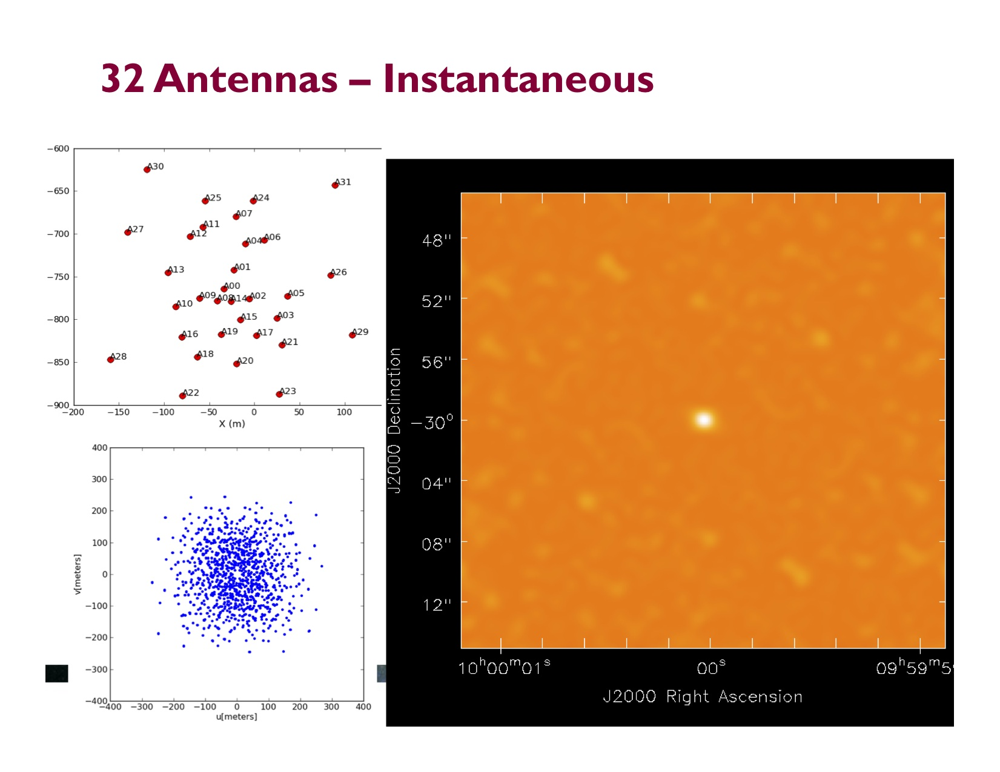 32 Antennas – Instantaneous
−600
A30
A31
−650
A25
A24
A07
A11
A27
A12
−700
A04
A06
A01
A13
A26
−750
A00
A09
A08
A14
A02
A05
A10
A15
A03
−800
A16
A19
A17
A29
A21
A28
A18
A20
−850
A22
A23
−900
−200 −150 −100 −50 0 50 100
X (m)
400
300
200
100
0
−100
−200
−300
−400
v[meters]
−400 −300 −200 −100 0 100 200 300 400
u[meters]
48"
52"
56"
−30°
04"
08"
12"
J2000 Declination
10ʰ00ᵐ01ˢ 00ˢ 09ʰ59ᵐ5
J2000 Right Ascension